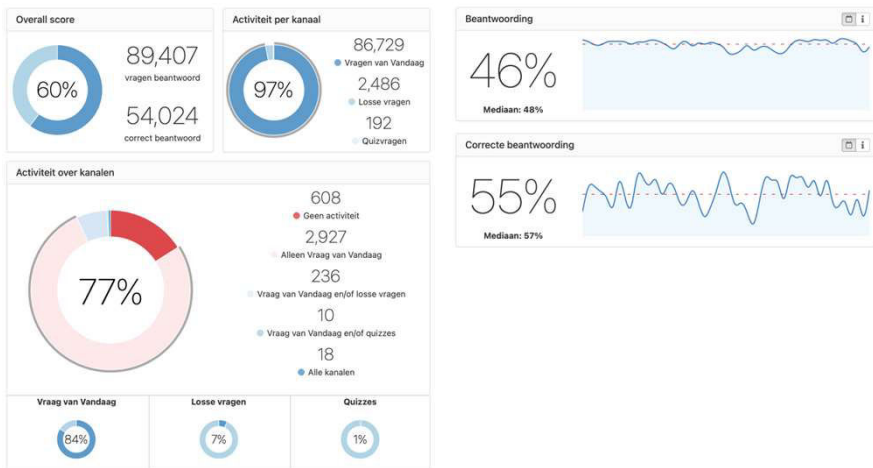 Overall score
60%
89,407
vragen beantwoord
54,024
correct beantwoord
Activiteit per kanaal
97%
86,729
Vragen van Vandaag
2,486
Losse vragen
192
Quizvragen
Activiteit over kanalen
77%
608
Geen activiteit
2,927
Alleen Vraag van Vandaag
236
Vraag van Vandaag en/of losse vragen
10
Vraag van Vandaag en/of quizzes
18
Alle kanalen
Vraag van Vandaag
84%
Losse vragen
7%
Quizzes
1%
Beantwoording
i
46%
Mediaan: 48%
Correcte beantwoording
i
55%
Mediaan: 57%